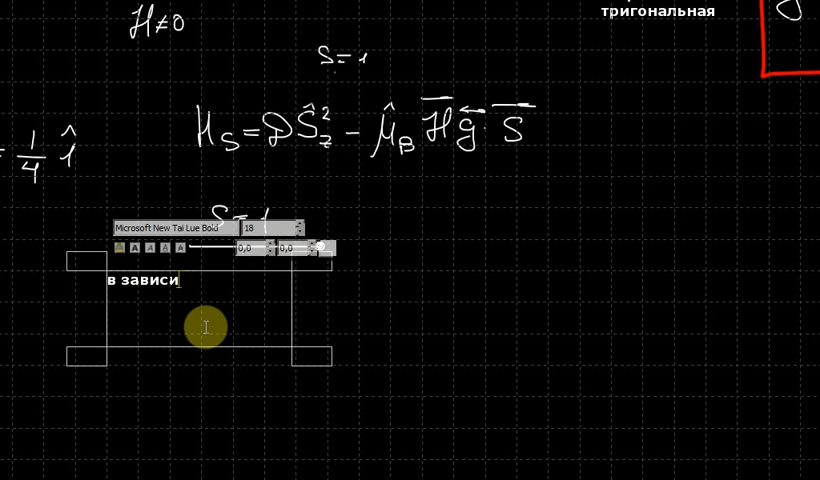 тригональная
H≠0
S=1
H_S=DŜ_z²-μ̂_B H g·S
= 1/4 1̂
S=1
Microsoft New Tai Lue Bold 18
A A A A A 0,0 0,0
в зависи